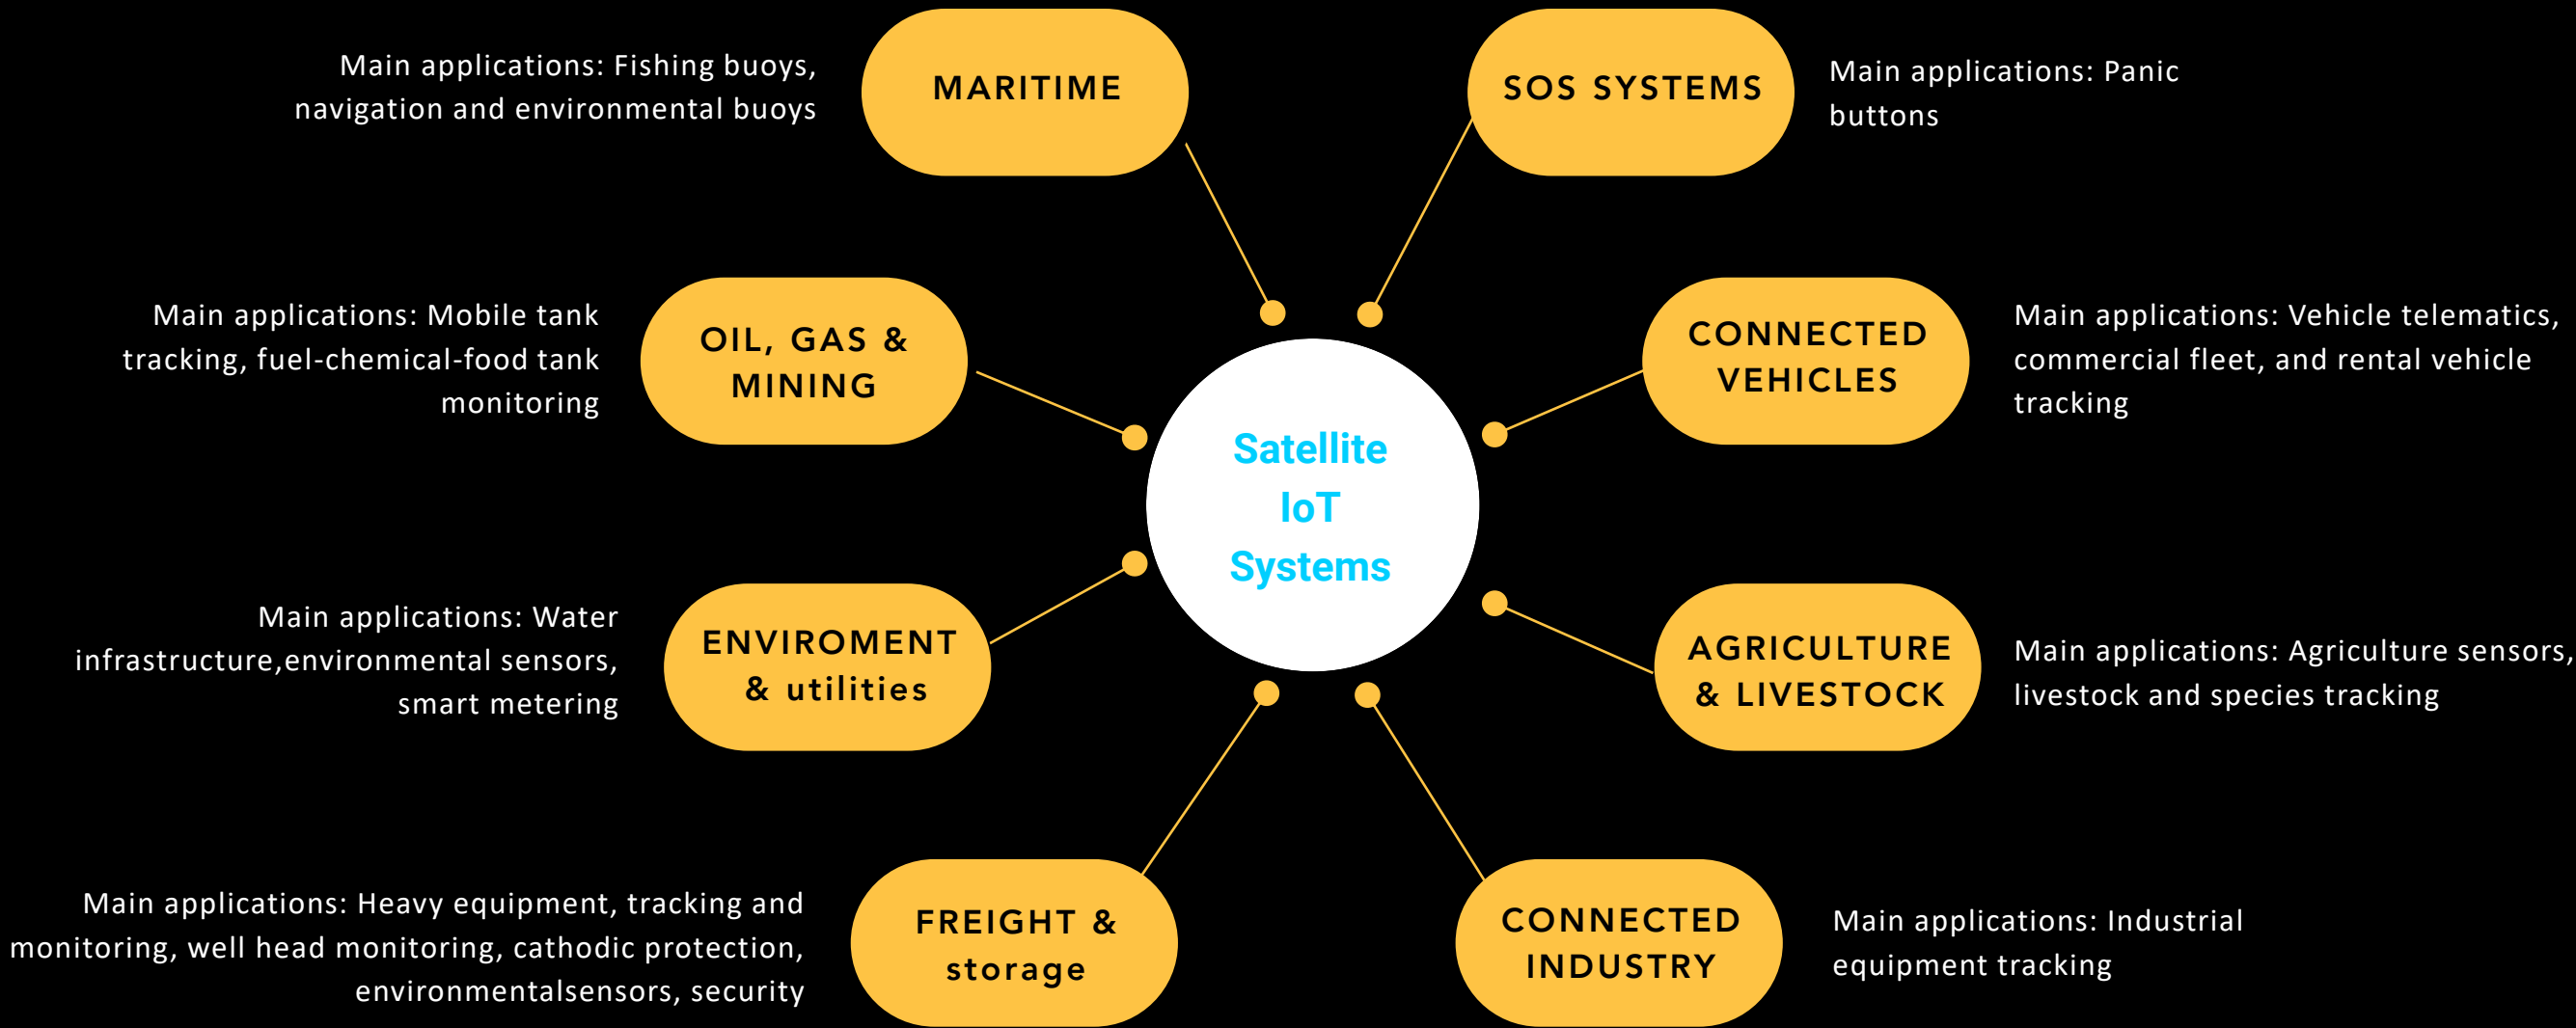 Main applications: Fishing buoys,
navigation and environmental buoys
MARITIME
SOS SYSTEMS
Main applications: Panic
buttons
Main applications: Mobile tank
tracking, fuel-chemical-food tank
monitoring
OIL, GAS &
MINING
CONNECTED
VEHICLES
Main applications: Vehicle telematics,
commercial fleet, and rental vehicle
tracking
Satellite
IoT
Systems
Main applications: Water
infrastructure,environmental sensors,
smart metering
ENVIROMENT
& utilities
AGRICULTURE
& LIVESTOCK
Main applications: Agriculture sensors,
livestock and species tracking
Main applications: Heavy equipment, tracking and
monitoring, well head monitoring, cathodic protection,
environmentalsensors, security
FREIGHT &
storage
CONNECTED
INDUSTRY
Main applications: Industrial
equipment tracking